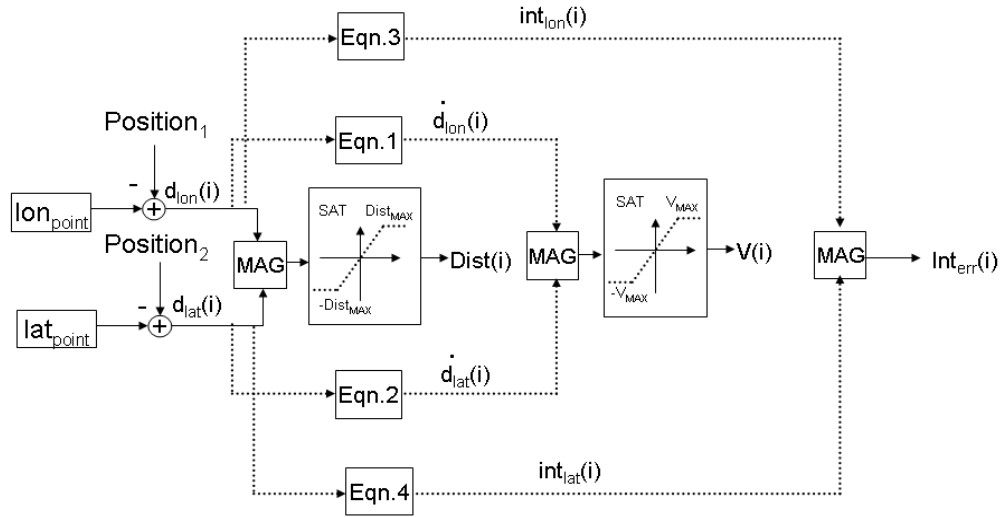 Eqn.3
int_lon(i)
Position_1
Eqn.1
ḋ_lon(i)
-
d_lon(i)
lon_point
+
SAT
Dist_MAX
-Dist_MAX
SAT
V_MAX
-V_MAX
Position_2
MAG
Dist(i)
MAG
V(i)
MAG
Int_err(i)
-
d_lat(i)
lat_point
+
Eqn.2
ḋ_lat(i)
Eqn.4
int_lat(i)